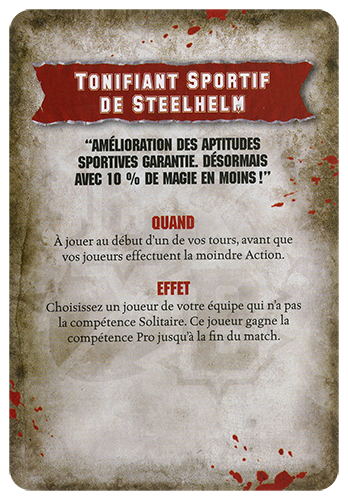 Tonifiant Sportif
de Steelhelm
“AMÉLIORATION DES APTITUDES
SPORTIVES GARANTIE. DÉSORMAIS
AVEC 10 % DE MAGIE EN MOINS !”
QUAND
À jouer au début d'un de vos tours, avant que
vos joueurs effectuent la moindre Action.
EFFET
Choisissez un joueur de votre équipe qui n'a pas
la compétence Solitaire. Ce joueur gagne la
compétence Pro jusqu'à la fin du match.